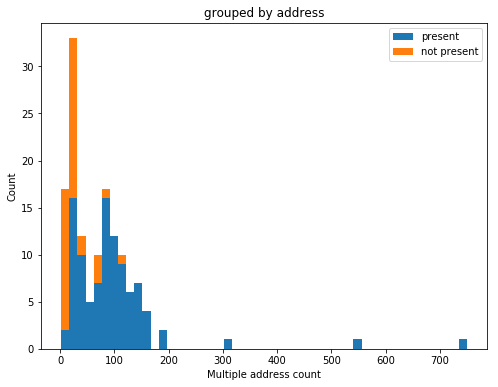 grouped by address
present
not present
Count
30
25
20
15
10
5
0
0 100 200 300 400 500 600 700
Multiple address count